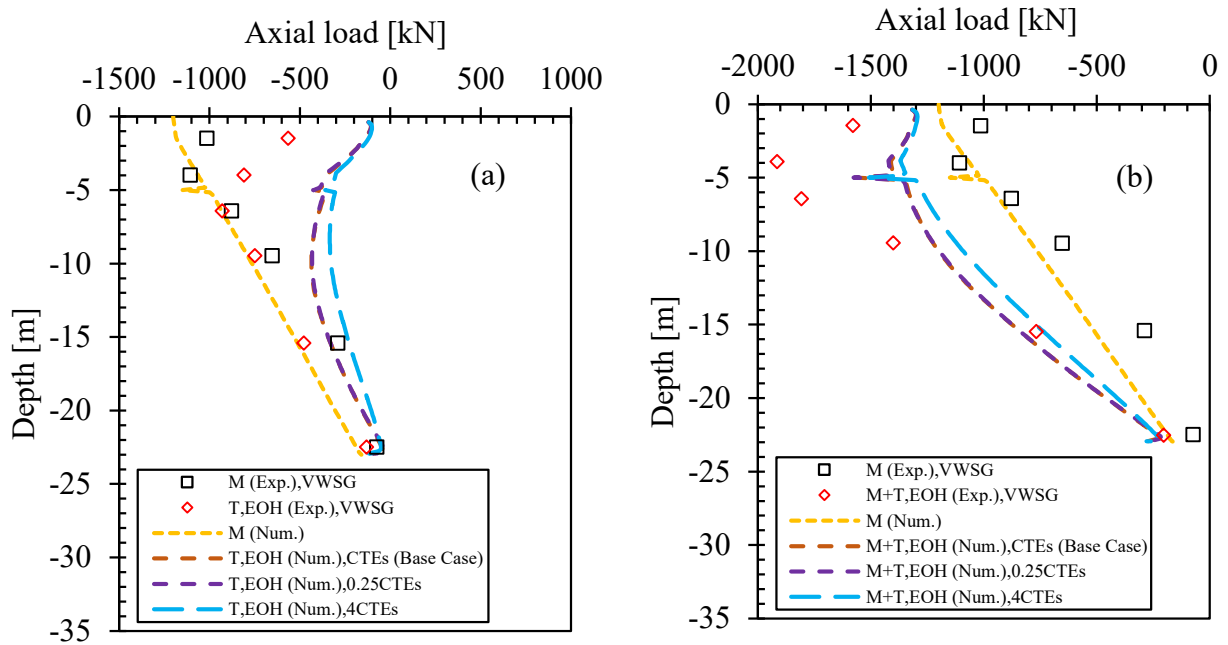 Axial load [kN]
-1500 -1000 -500 0 500 1000
0
-5
-10
-15
-20
-25
-30
-35
Depth [m]
(a)
M (Exp.),VWSG
T,EOH (Exp.),VWSG
M (Num.)
T,EOH (Num.),CTEs (Base Case)
T,EOH (Num.),0.25CTEs
T,EOH (Num.),4CTEs
Axial load [kN]
-2000 -1500 -1000 -500 0
0
-5
-10
-15
-20
-25
-30
-35
Depth [m]
(b)
M (Exp.),VWSG
M+T,EOH (Exp.),VWSG
M (Num.)
M+T,EOH (Num.),CTEs (Base Case)
M+T,EOH (Num.),0.25CTEs
M+T,EOH (Num.),4CTEs